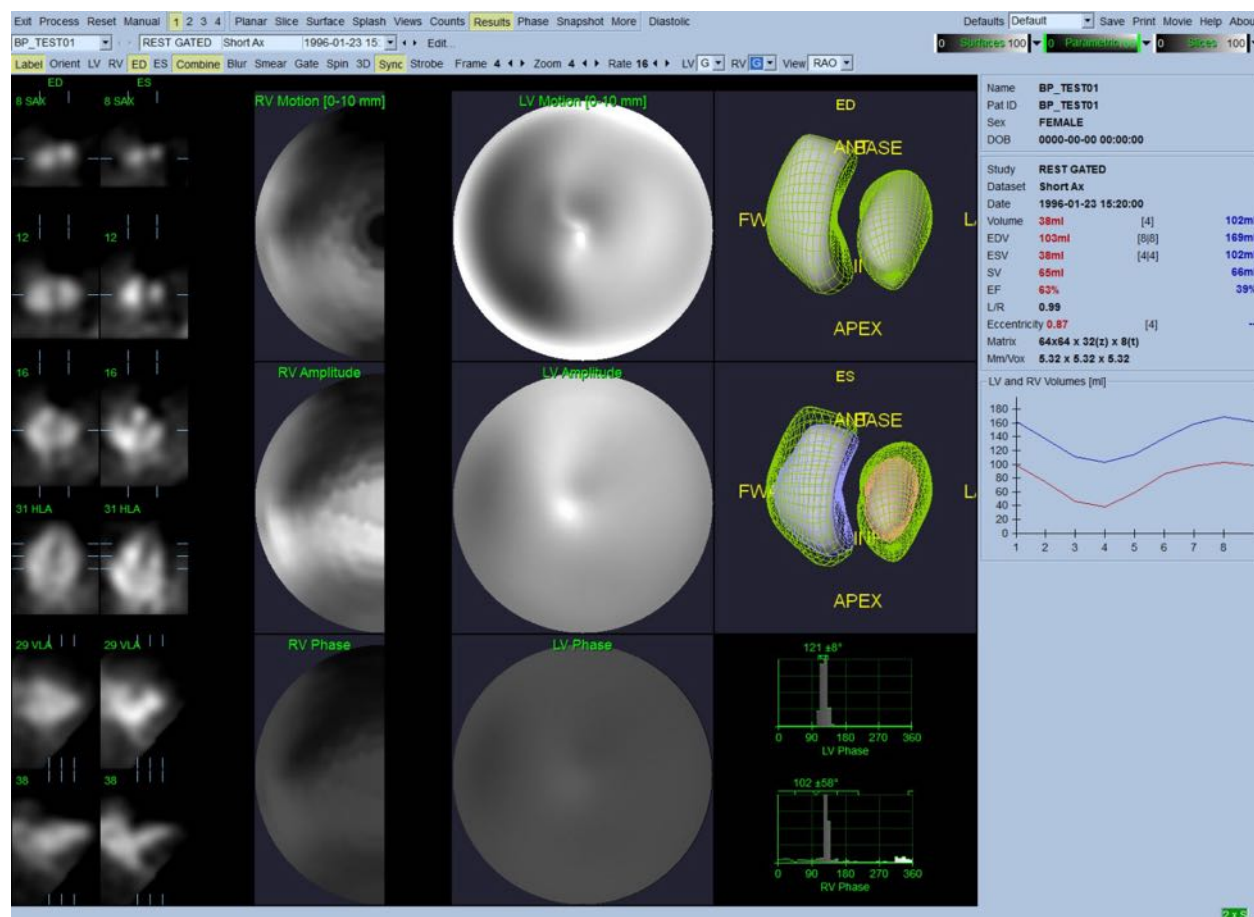 Exit Process Reset Manual 1 2 3 4 Planar Slice Surface Splash Views Counts Results Phase Snapshot More Diastolic Defaults Default Save Print Movie Help Abou
BP_TEST01 REST GATED Short Ax 1996-01-23 15: Edit... 0 Surfaces 100 0 Parametric 0 Slices 100
Label Orient LV RV ED ES Combine Blur Smear Gate Spin 3D Sync Strobe Frame 4 Zoom 4 Rate 16 LV G RV G View RAO
ED ES
8 SAX
12 12
16 16
31 HLA 31 HLA
29 VLA 29 VLA
38 38
RV Motion [0-10 mm] LV Motion [0-10 mm]
RV Amplitude LV Amplitude
RV Phase LV Phase
ED
ANT BASE
FW
L
IN
APEX
ES
ANT BASE
FW
L
INF
APEX
121 ±8°
0 90 180 270 360
LV Phase
102 ±58°
0 90 180 270 360
RV Phase
Name BP_TEST01
Pat ID BP_TEST01
Sex FEMALE
DOB 0000-00-00 00:00:00
Study REST GATED
Dataset Short Ax
Date 1996-01-23 15:20:00
Volume 38ml [4] 102ml
EDV 103ml [8|8] 169ml
ESV 38ml [4|4] 102ml
SV 65ml 66ml
EF 63% 39%
L/R 0.99
Eccentricity 0.87 [4] --
Matrix 64x64 x 32(z) x 8(t)
Mm/Vox 5.32 x 5.32 x 5.32
LV and RV Volumes [ml]
180
160
140
120
100
80
60
40
20
0
1 2 3 4 5 6 7 8
2 x S